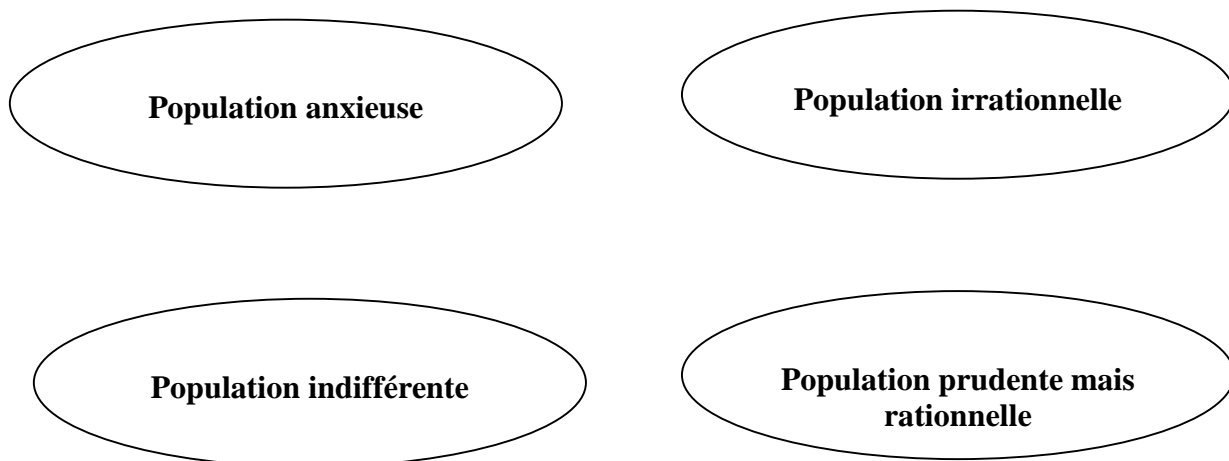 Population anxieuse
Population irrationnelle
Population indifférente
Population prudente mais
rationnelle